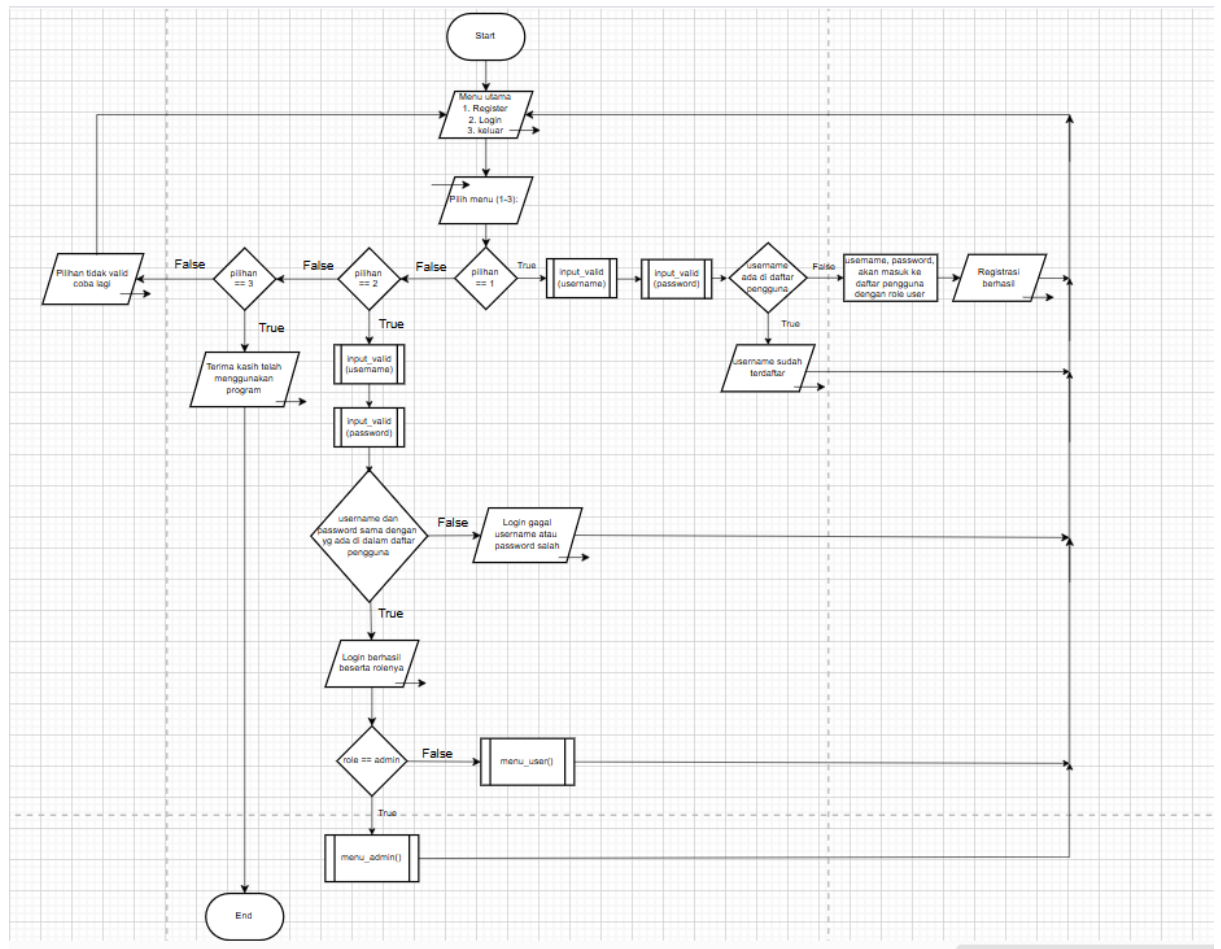 Start
Menu utama
1. Register
2. Login
3. keluar
Pilih menu (1-3):
pilihan
== 1
True
input_valid
(username)
input_valid
(password)
username
ada di daftar
pengguna
False
username, password,
akan masuk ke
daftar pengguna
dengan role user
Registrasi
berhasil
True
username sudah
terdaftar
False
pilihan
== 2
False
pilihan
== 3
False
Pilihan tidak valid
coba lagi
True
Terima kasih telah
menggunakan
program
True
input_valid
(username)
input_valid
(password)
username dan
password sama dengan
yg ada di dalam daftar
pengguna
False
Login gagal
username atau
password salah
True
Login berhasil
beserta rolenya
role == admin
False
menu_user()
True
menu_admin()
End